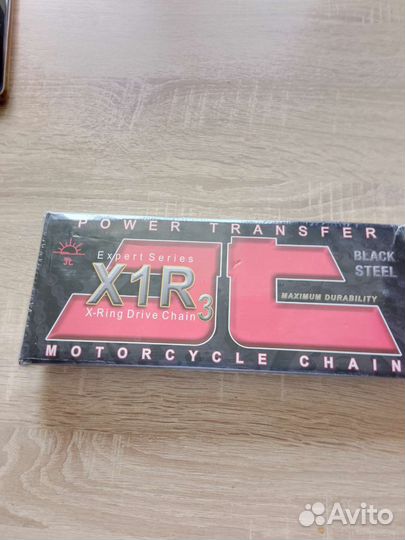 POWER TRANSFER
Expert Series
X1R3
X-Ring Drive Chain
JT
BLACK
STEEL
MAXIMUM DURABILITY
MOTORCYCLE CHAIN
Avito